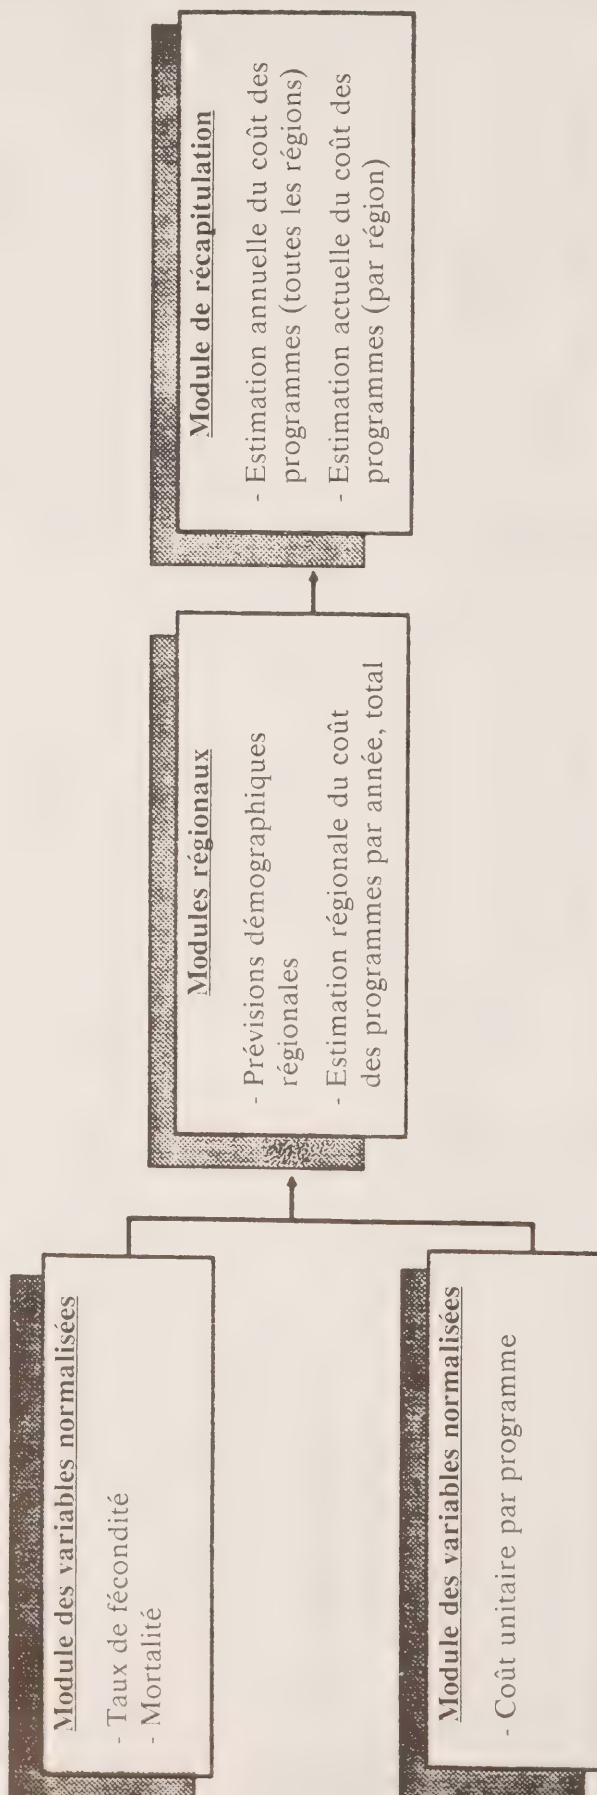 Module des variables normalisées
- Taux de fécondité
- Mortalité
Module des variables normalisées
- Coût unitaire par programme
Modules régionaux
- Prévisions démographiques
régionales
- Estimation régionale du coût
des programmes par année, total
Module de récapitulation
- Estimation annuelle du coût des
programmes (toutes les régions)
- Estimation actuelle du coût des
programmes (par région)